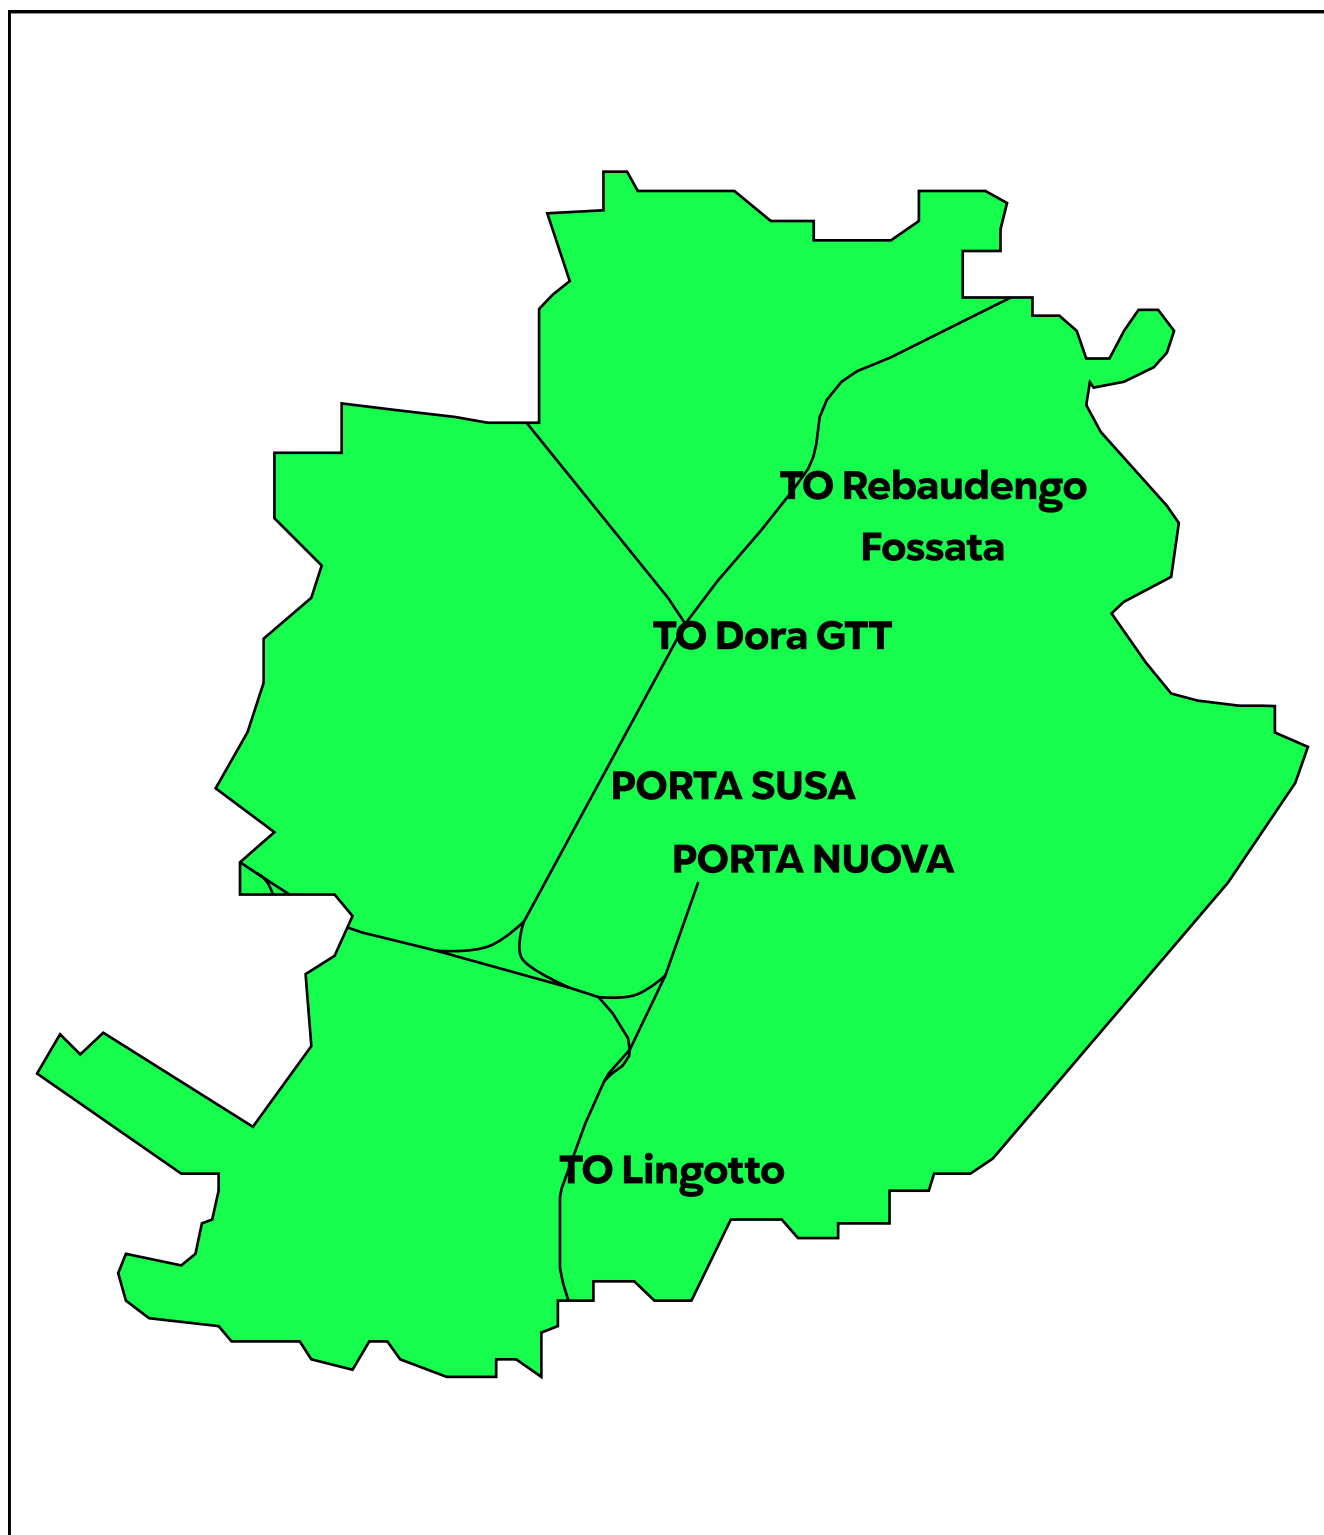 TO Rebaudengo
Fossata
TO Dora GTT
PORTA SUSA
PORTA NUOVA
TO Lingotto